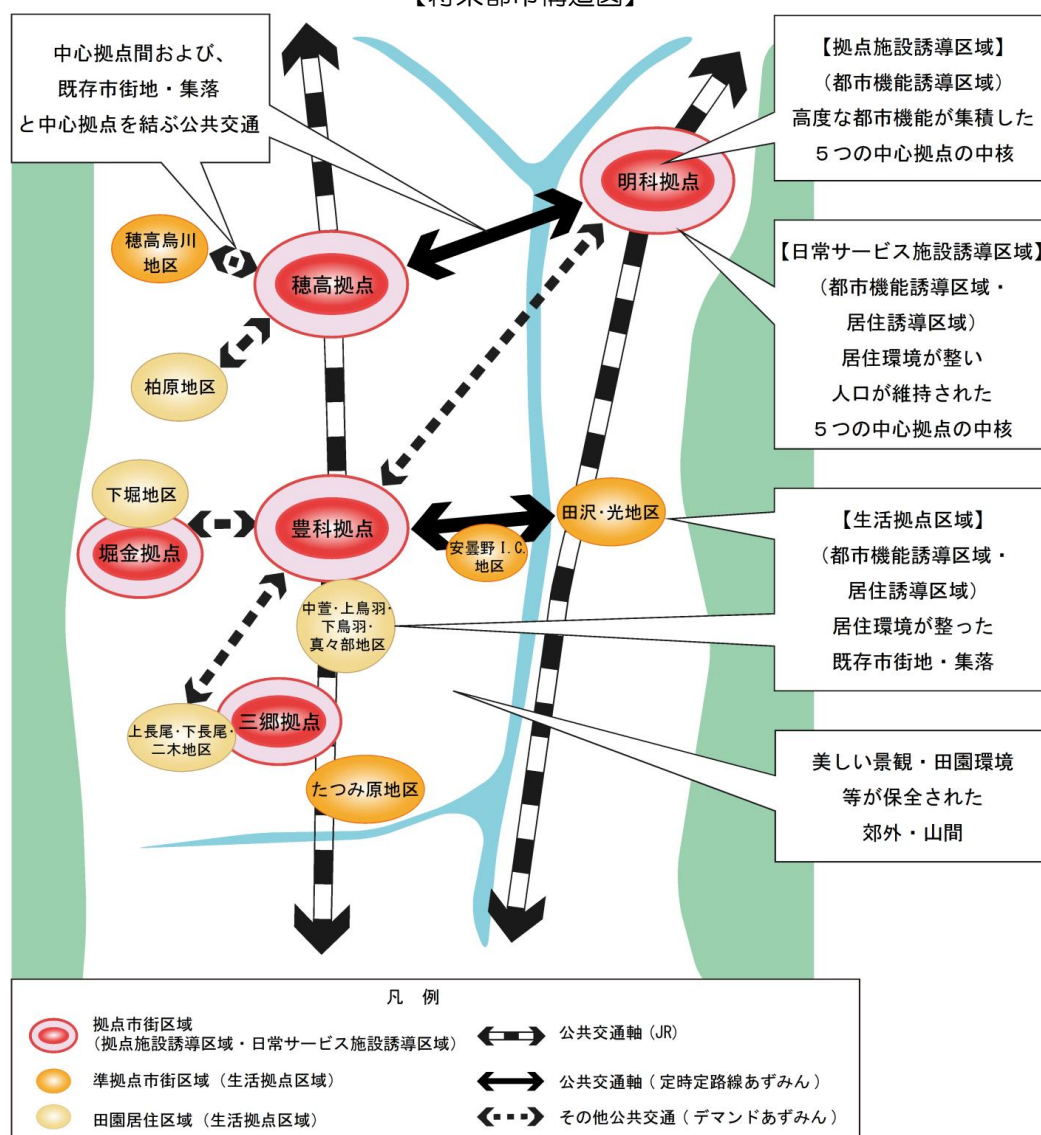 【将来都市構造図】
中心拠点間および、
既存市街地・集落
と中心拠点を結ぶ公共交通
【拠点施設誘導区域】
（都市機能誘導区域）
高度な都市機能が集積した
５つの中心拠点の中核
明科拠点
穂高烏川
地区
穂高拠点
【日常サービス施設誘導区域】
（都市機能誘導区域・
居住誘導区域）
居住環境が整い
人口が維持された
５つの中心拠点の中核
柏原地区
下堀地区
堀金拠点
豊科拠点
安曇野I.C.
地区
田沢・光地区
【生活拠点区域】
（都市機能誘導区域・
居住誘導区域）
居住環境が整った
既存市街地・集落
中萱・上鳥羽・
下鳥羽・
真々部地区
上長尾・下長尾・
二木地区
三郷拠点
たつみ原地区
美しい景観・田園環境
等が保全された
郊外・山間
凡 例
拠点市街区域
（拠点施設誘導区域・日常サービス施設誘導区域）
準拠点市街区域（生活拠点区域）
田園居住区域（生活拠点区域）
公共交通軸（JR）
公共交通軸（定時定路線あずみん）
その他公共交通（デマンドあずみん）